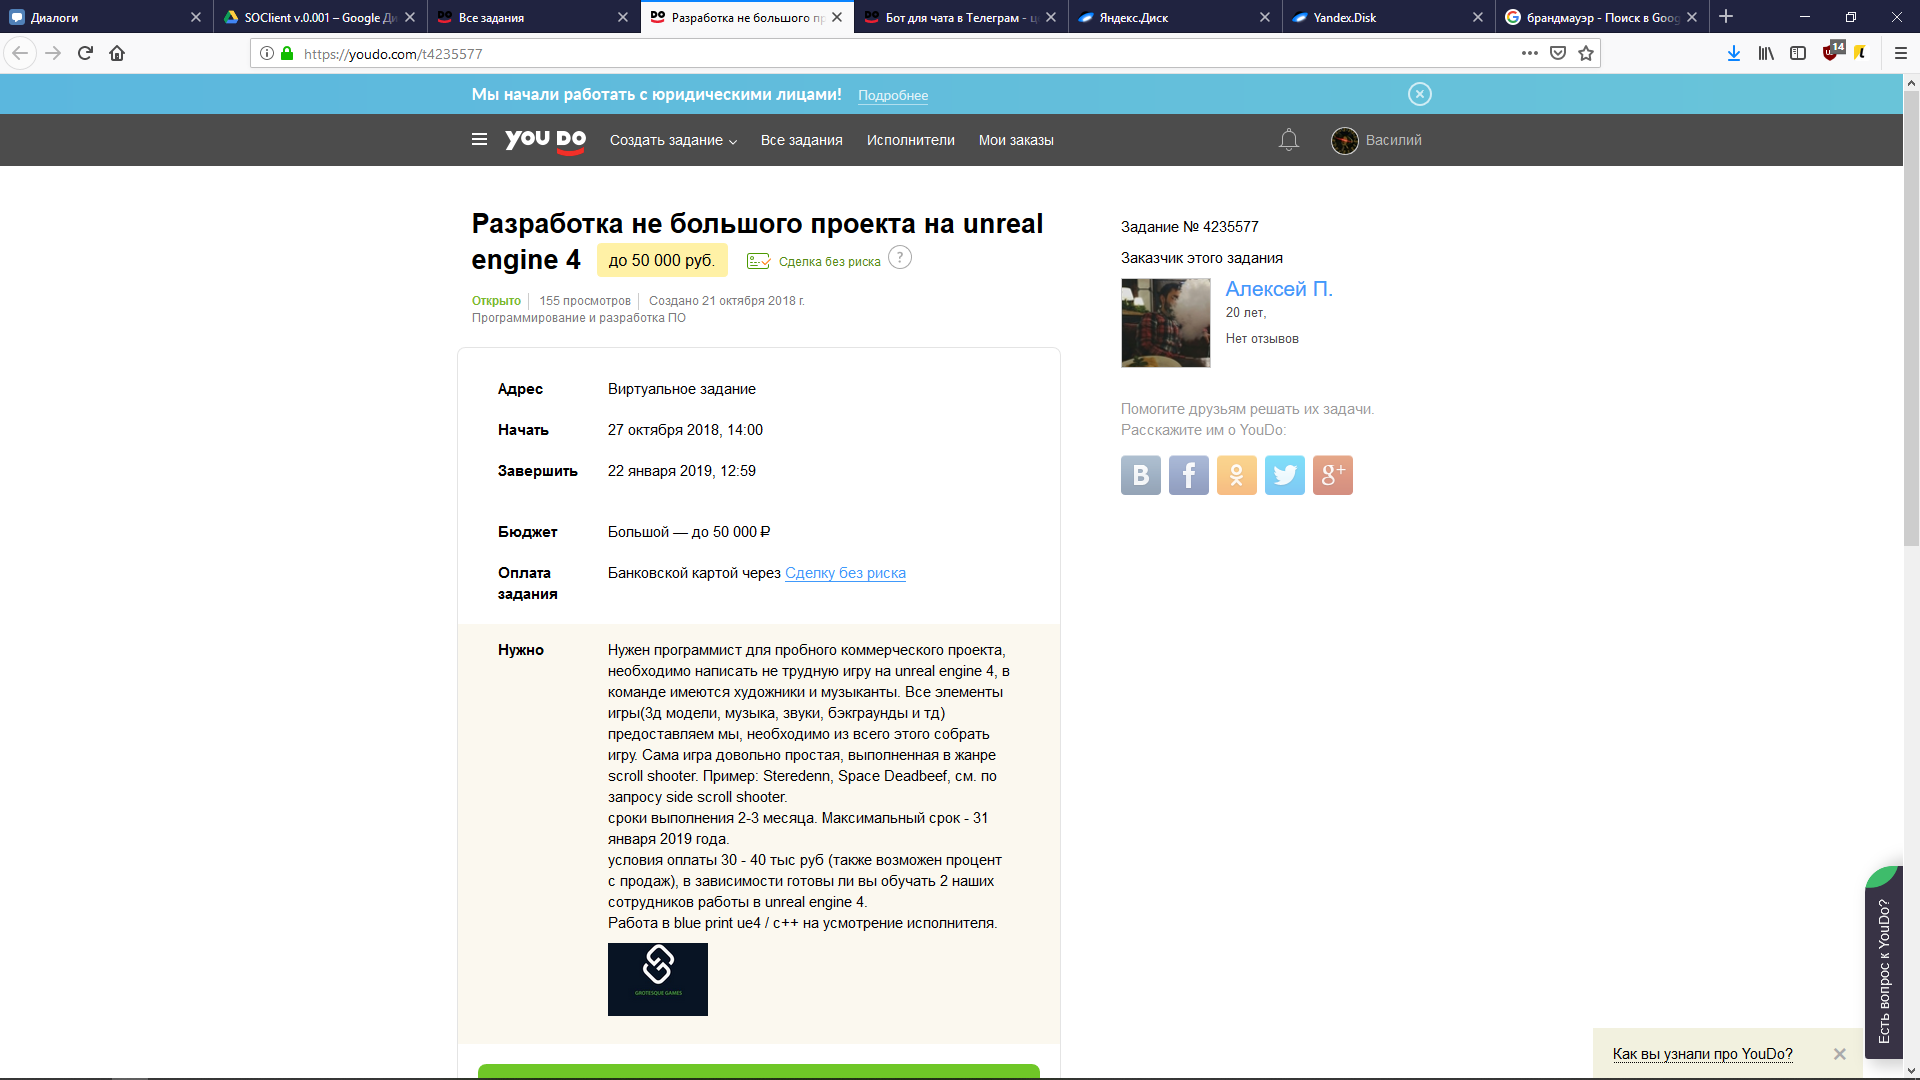 Диалоги
SOClient v.0.001 – Google Ди
Все задания
Разработка не большого пр
Бот для чата в Телеграм - ц
Яндекс.Диск
Yandex.Disk
брандмауэр - Поиск в Goog
https://youdo.com/t4235577
14
Мы начали работать с юридическими лицами! Подробнее
YOU DO
Создать задание
Все задания
Исполнители
Мои заказы
Василий
Разработка не большого проекта на unreal
engine 4 до 50 000 руб. Сделка без риска ?
Открыто 155 просмотров Создано 21 октября 2018 г.
Программирование и разработка ПО
Адрес Виртуальное задание
Начать 27 октября 2018, 14:00
Завершить 22 января 2019, 12:59
Бюджет Большой — до 50 000 ₽
Оплата Банковской картой через Сделку без риска
задания
Нужно Нужен программист для пробного коммерческого проекта,
необходимо написать не трудную игру на unreal engine 4, в
команде имеются художники и музыканты. Все элементы
игры(3д модели, музыка, звуки, бэкграунды и тд)
предоставляем мы, необходимо из всего этого собрать
игру. Сама игра довольно простая, выполненная в жанре
scroll shooter. Пример: Steredenn, Space Deadbeef, см. по
запросу side scroll shooter.
сроки выполнения 2-3 месяца. Максимальный срок - 31
января 2019 года.
условия оплаты 30 - 40 тыс руб (также возможен процент
с продаж), в зависимости готовы ли вы обучать 2 наших
сотрудников работы в unreal engine 4.
Работа в blue print ue4 / c++ на усмотрение исполнителя.
GROTESQUE GAMES
Задание № 4235577
Заказчик этого задания
Алексей П.
20 лет,
Нет отзывов
Помогите друзьям решать их задачи.
Расскажите им о YouDo:
Есть вопрос к YouDo?
Как вы узнали про YouDo?